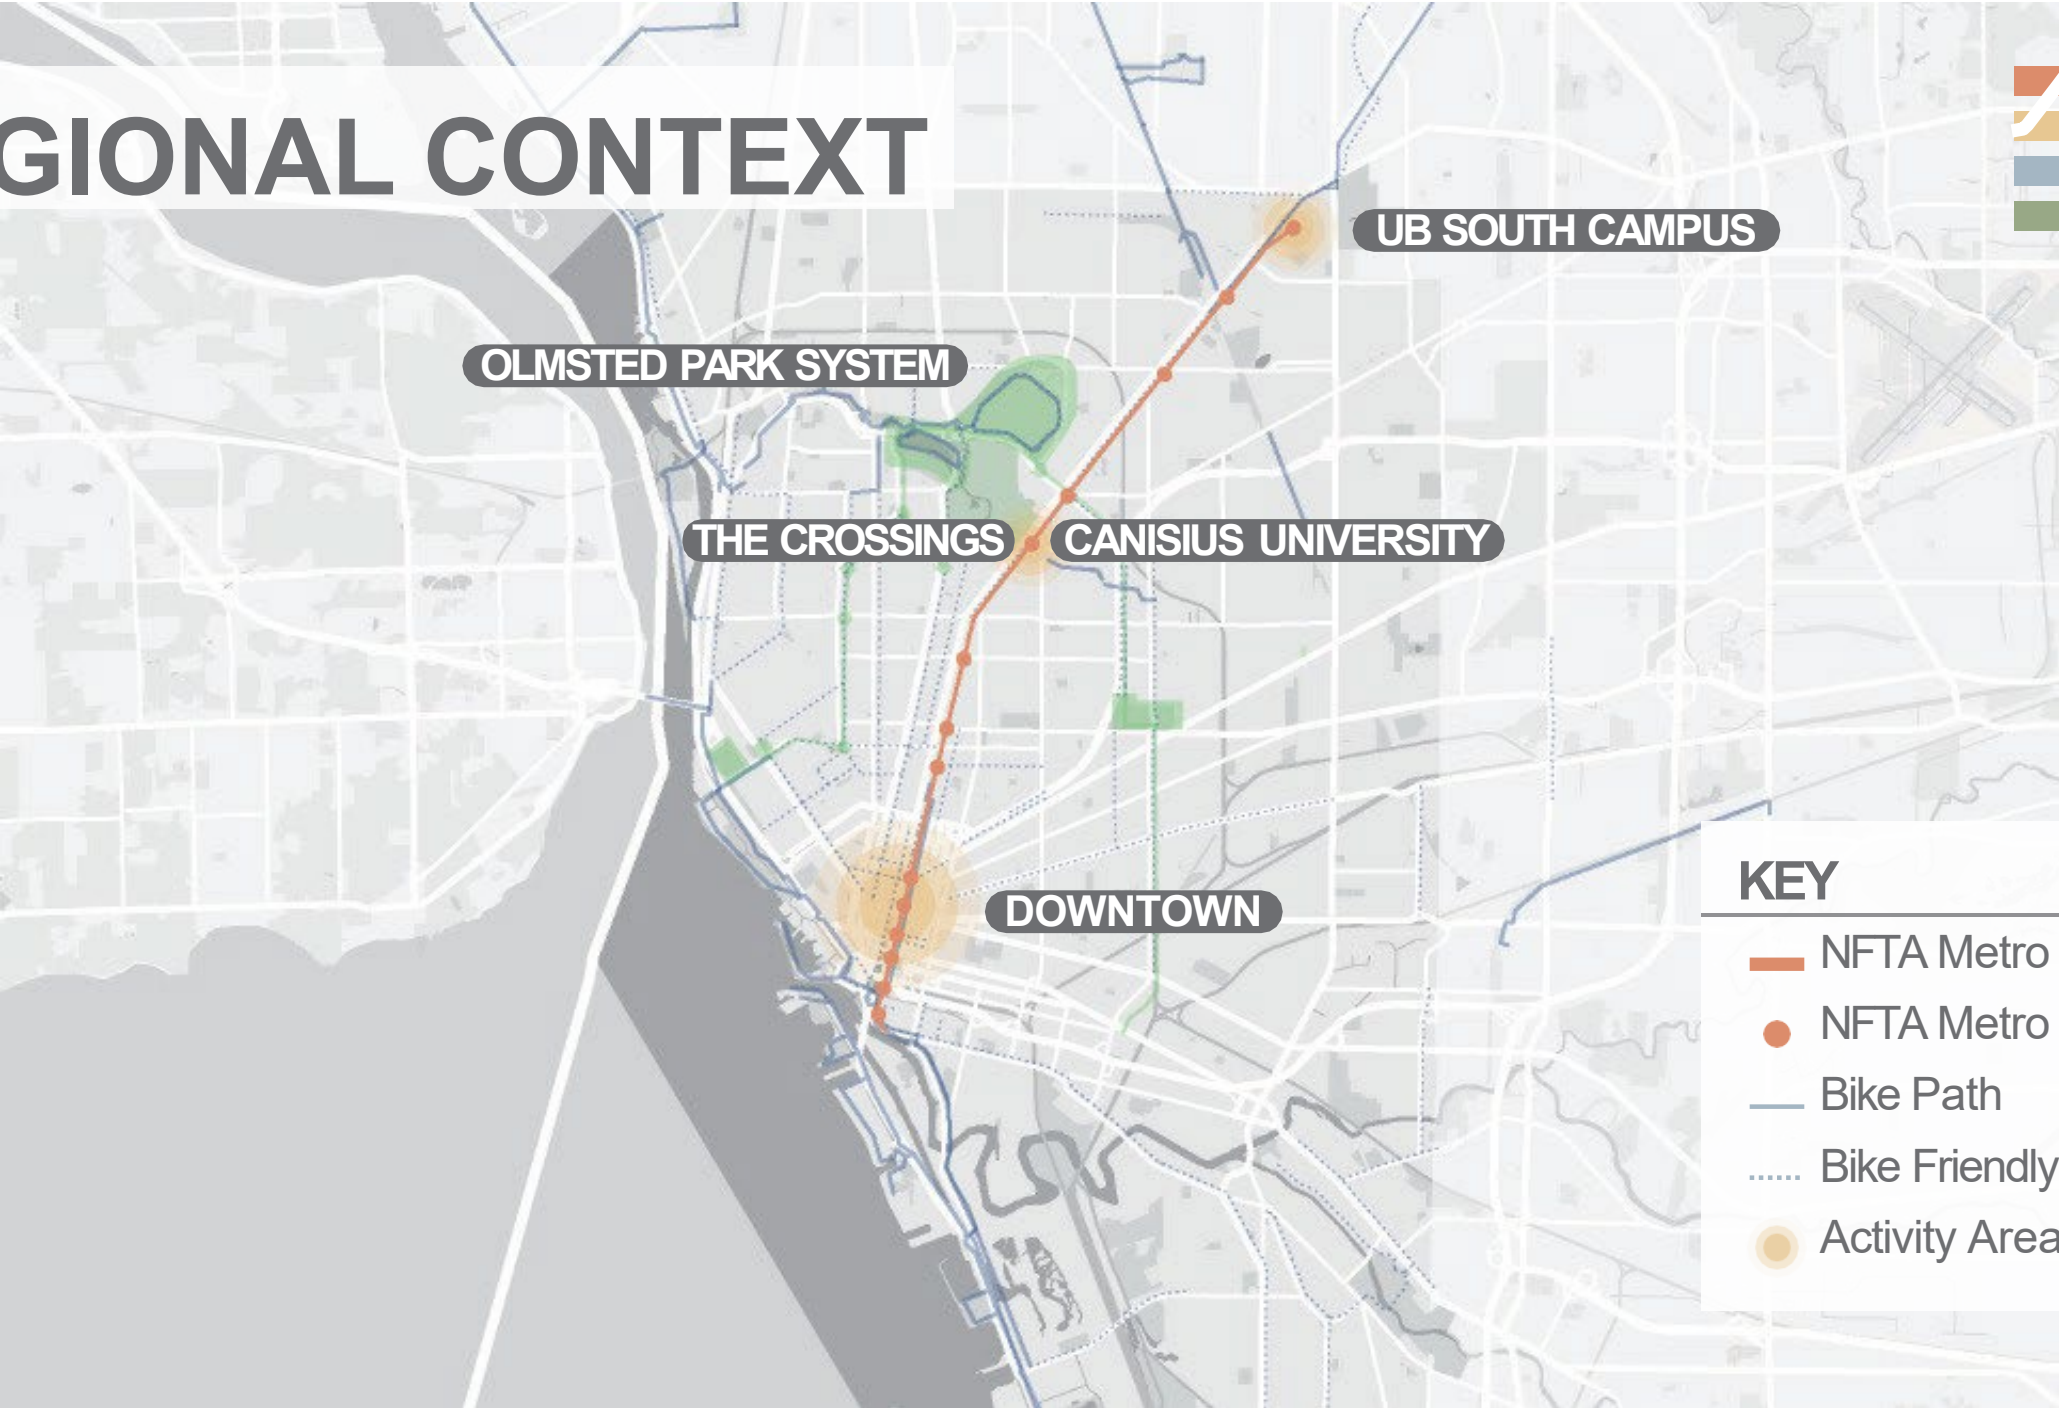 GIONAL CONTEXT
UB SOUTH CAMPUS
OLMSTED PARK SYSTEM
THE CROSSINGS
CANISIUS UNIVERSITY
DOWNTOWN
KEY
NFTA Metro
NFTA Metro
Bike Path
Bike Friendly
Activity Area